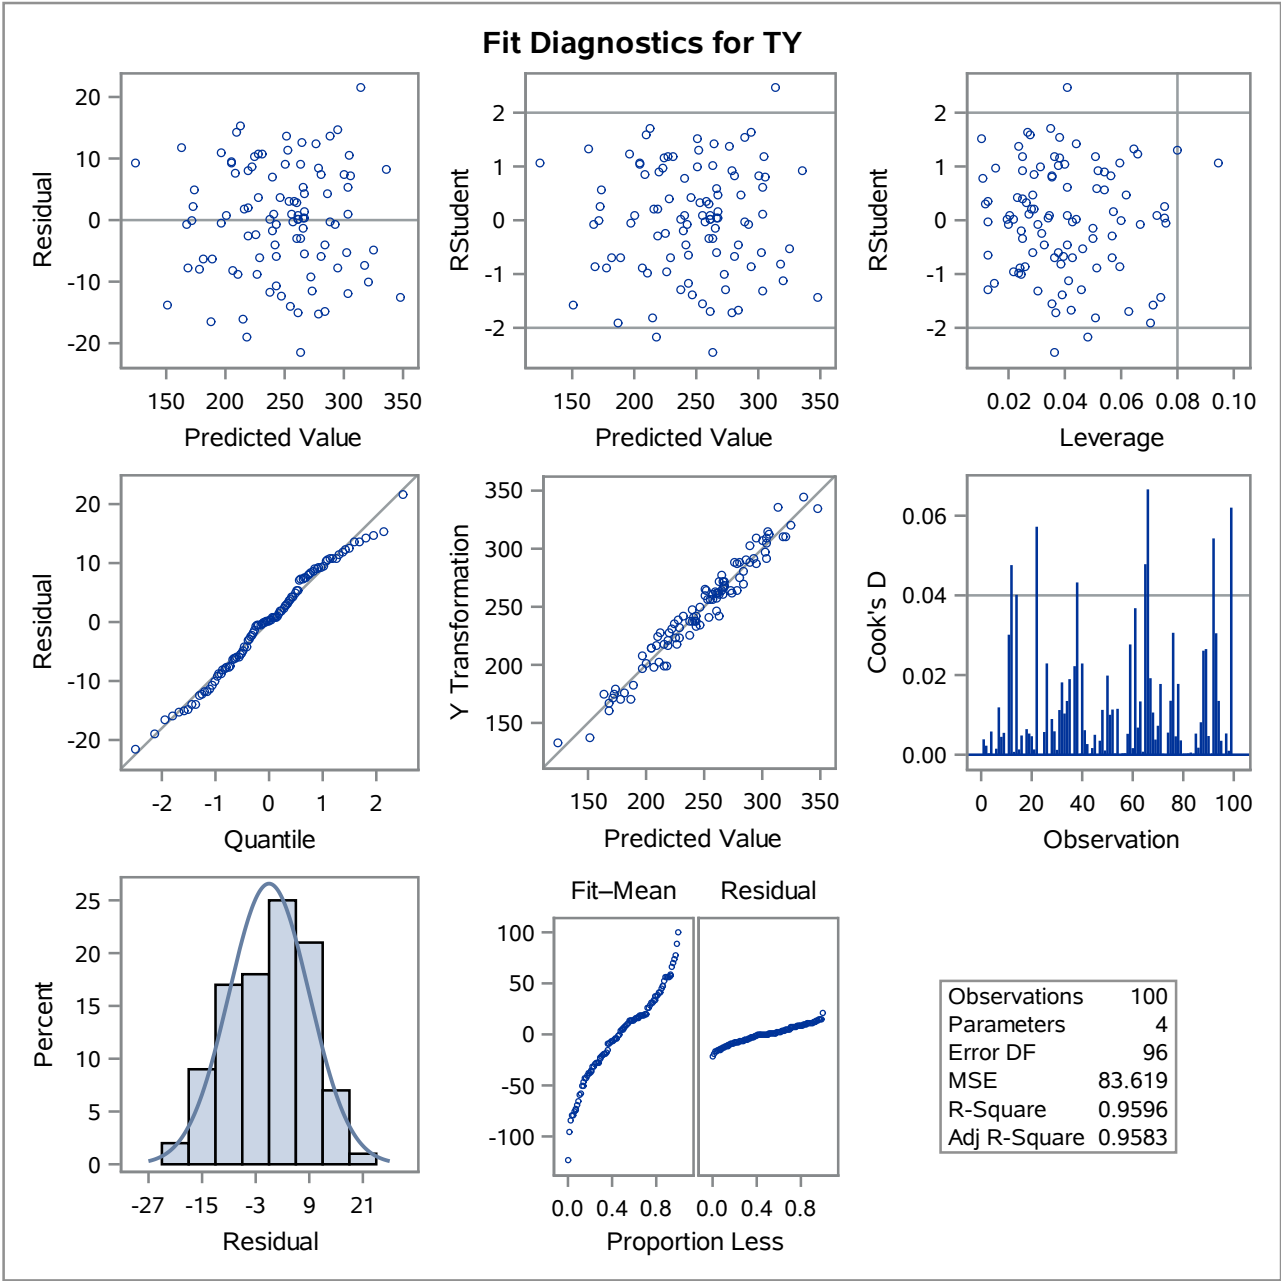 Fit Diagnostics for TY
Residual
20
10
0
-10
-20
150 200 250 300 350
Predicted Value
RStudent
2
1
0
-1
-2
150 200 250 300 350
Predicted Value
RStudent
2
1
0
-1
-2
0.02 0.04 0.06 0.08 0.10
Leverage
Residual
20
10
0
-10
-20
-2 -1 0 1 2
Quantile
Y Transformation
350
300
250
200
150
150 200 250 300 350
Predicted Value
Cook's D
0.06
0.04
0.02
0.00
0 20 40 60 80 100
Observation
Percent
25
20
15
10
5
0
-27 -15 -3 9 21
Residual
Fit–Mean Residual
100
50
0
-50
-100
0.0 0.4 0.8 0.0 0.4 0.8
Proportion Less
Observations 100
Parameters 4
Error DF 96
MSE 83.619
R-Square 0.9596
Adj R-Square 0.9583